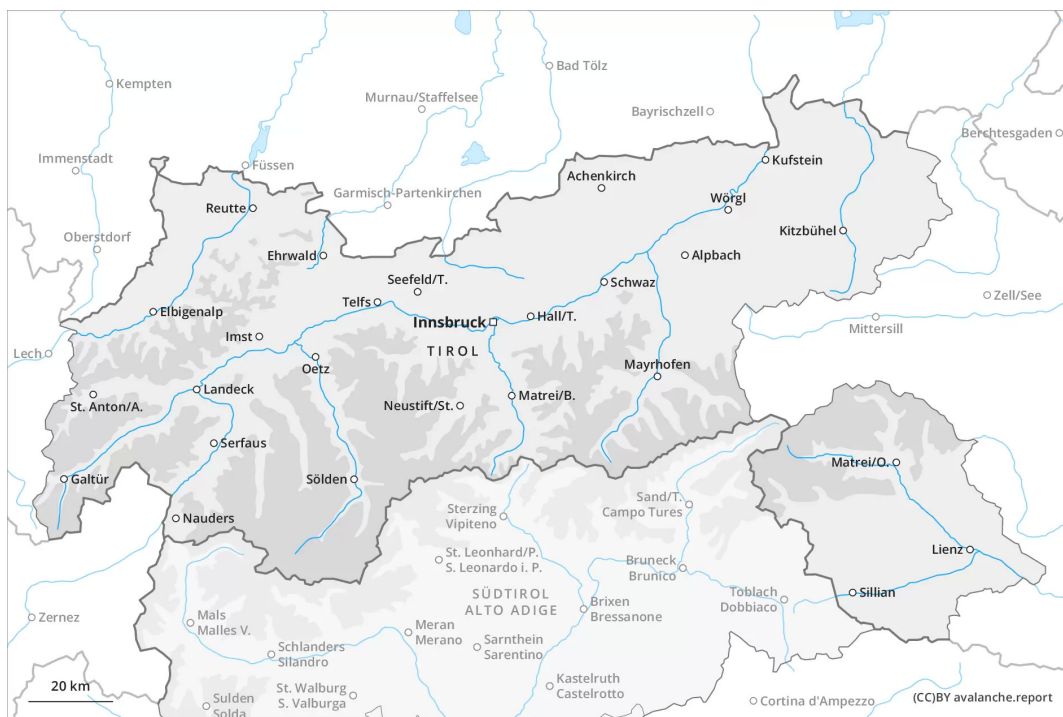 Kempten
Bad Tölz
Murnau/Staffelsee
Bayrischzell
Berchtesgaden
Immenstadt
Füssen
Kufstein
Achenkirch
Garmisch-Partenkirchen
Reutte
Wörgl
Kitzbühel
Oberstdorf
Ehrwald
Alpbach
Seefeld/T.
Schwaz
Zell/See
Telfs
Elbigenalp
Innsbruck
Hall/T.
Mittersill
Imst
TIROL
Lech
Oetz
Mayrhofen
Landeck
St. Anton/A.
Neustift/St.
Matrei/B.
Serfaus
Matrei/O.
Galtür
Sölden
Sand/T.
Campo Tures
Sterzing
Vipiteno
Nauders
St. Leonhard/P.
S. Leonardo i. P.
Bruneck
Brunico
Lienz
SÜDTIROL
ALTO ADIGE
Toblach
Dobbiaco
Sillian
Brixen
Bressanone
Zernez
Mals
Malles V.
Meran
Merano
Sarnthein
Sarentino
Schlanders
Silandro
20 km
St. Walburg
S. Valburga
Kastelruth
Castelrotto
Sulden
Solda
Cortina d'Ampezzo
(CC)BY avalanche.report